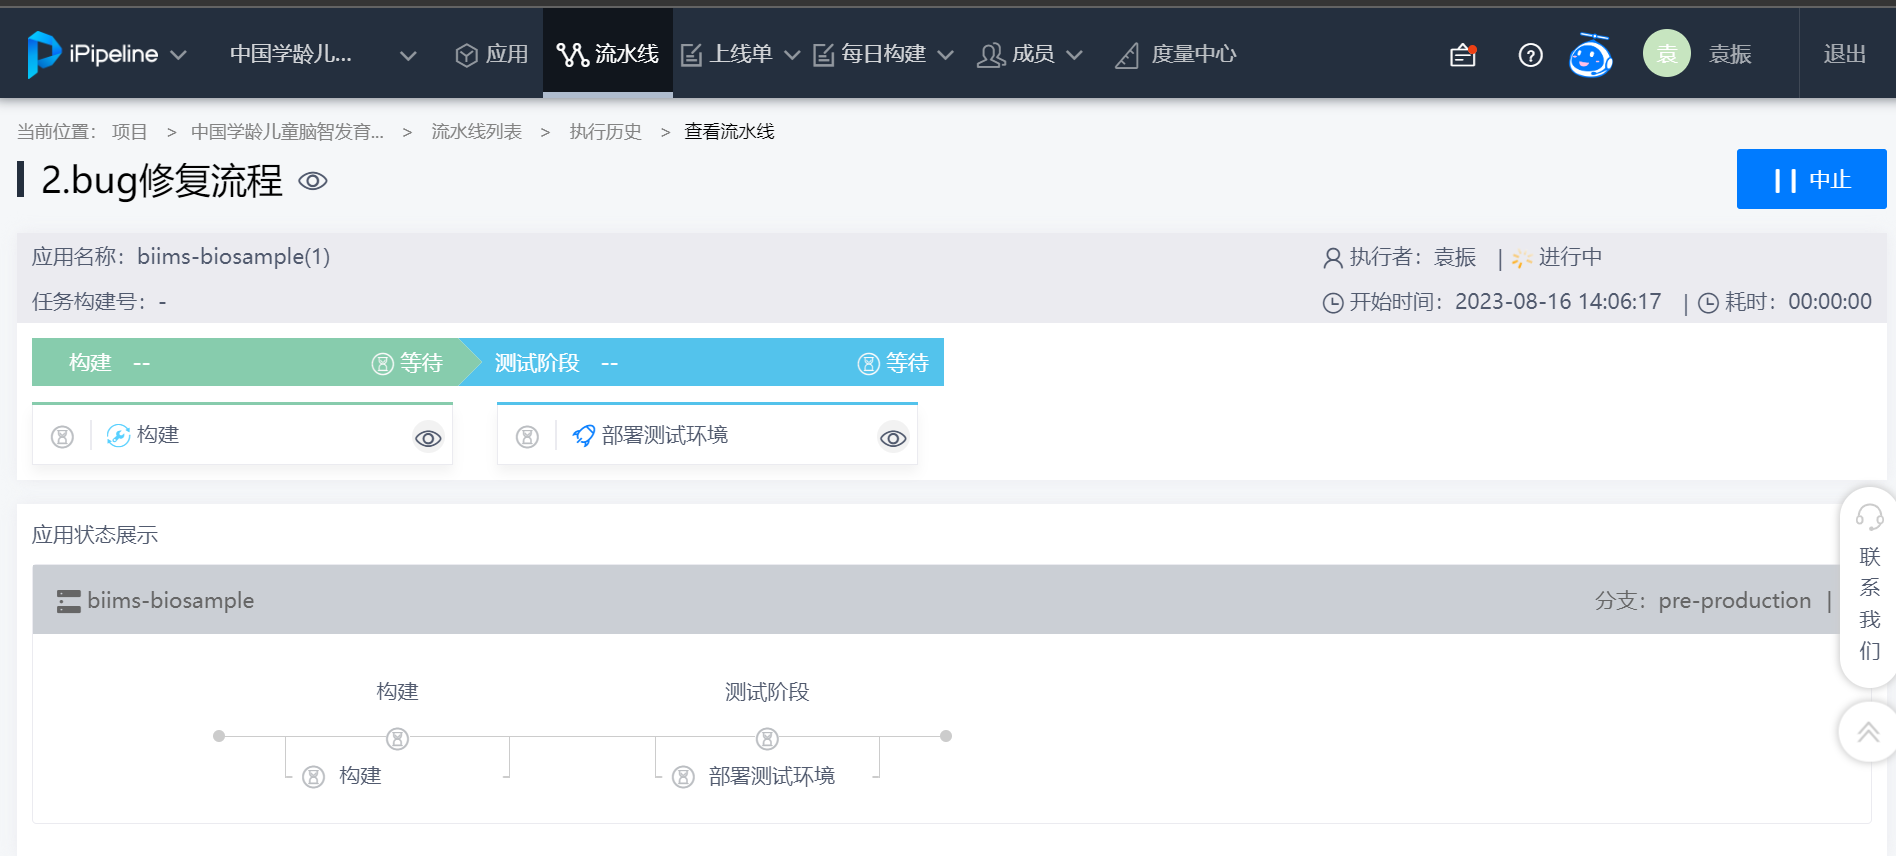 iPipeline 中国学龄儿... 应用 流水线 上线单 每日构建 成员 度量中心 袁 袁振 退出
当前位置： 项目 > 中国学龄儿童脑智发育... > 流水线列表 > 执行历史 > 查看流水线
2.bug修复流程
中止
应用名称：biims-biosample(1)
执行者：袁振 | 进行中
任务构建号：-
开始时间：2023-08-16 14:06:17 | 耗时：00:00:00
构建 -- 等待 测试阶段 -- 等待
构建 部署测试环境
应用状态展示
biims-biosample
分支：pre-production |
构建 测试阶段
构建 部署测试环境
联
系
我
们